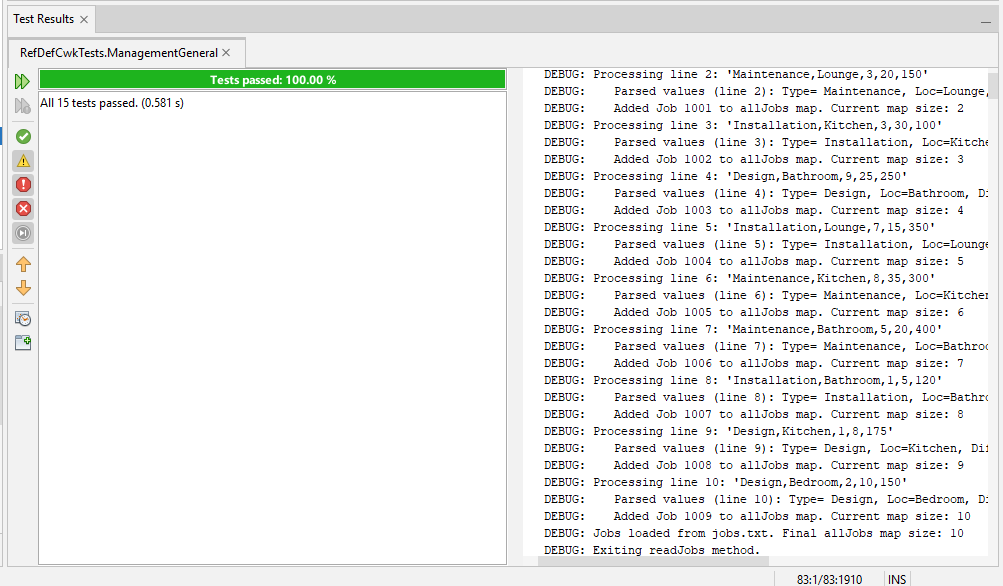 Test Results
RefDefCwkTests.ManagementGeneral
Tests passed: 100.00 %
All 15 tests passed. (0.581 s)
DEBUG: Processing line 2: 'Maintenance,Lounge,3,20,150'
DEBUG:    Parsed values (line 2): Type= Maintenance, Loc=Lounge,
DEBUG:    Added Job 1001 to allJobs map. Current map size: 2
DEBUG: Processing line 3: 'Installation,Kitchen,3,30,100'
DEBUG:    Parsed values (line 3): Type= Installation, Loc=Kitche
DEBUG:    Added Job 1002 to allJobs map. Current map size: 3
DEBUG: Processing line 4: 'Design,Bathroom,9,25,250'
DEBUG:    Parsed values (line 4): Type= Design, Loc=Bathroom, Di
DEBUG:    Added Job 1003 to allJobs map. Current map size: 4
DEBUG: Processing line 5: 'Installation,Lounge,7,15,350'
DEBUG:    Parsed values (line 5): Type= Installation, Loc=Lounge
DEBUG:    Added Job 1004 to allJobs map. Current map size: 5
DEBUG: Processing line 6: 'Maintenance,Kitchen,8,35,300'
DEBUG:    Parsed values (line 6): Type= Maintenance, Loc=Kitchen
DEBUG:    Added Job 1005 to allJobs map. Current map size: 6
DEBUG: Processing line 7: 'Maintenance,Bathroom,5,20,400'
DEBUG:    Parsed values (line 7): Type= Maintenance, Loc=Bathroo
DEBUG:    Added Job 1006 to allJobs map. Current map size: 7
DEBUG: Processing line 8: 'Installation,Bathroom,1,5,120'
DEBUG:    Parsed values (line 8): Type= Installation, Loc=Bathro
DEBUG:    Added Job 1007 to allJobs map. Current map size: 8
DEBUG: Processing line 9: 'Design,Kitchen,1,8,175'
DEBUG:    Parsed values (line 9): Type= Design, Loc=Kitchen, Dif
DEBUG:    Added Job 1008 to allJobs map. Current map size: 9
DEBUG: Processing line 10: 'Design,Bedroom,2,10,150'
DEBUG:    Parsed values (line 10): Type= Design, Loc=Bedroom, Di
DEBUG:    Added Job 1009 to allJobs map. Current map size: 10
DEBUG: Jobs loaded from jobs.txt. Final allJobs map size: 10
DEBUG: Exiting readJobs method.
83:1/83:1910 INS